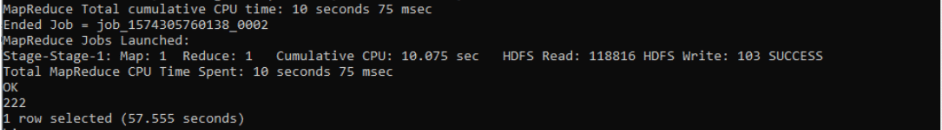 MapReduce Total cumulative CPU time: 10 seconds 75 msec
Ended Job = job_1574305760138_0002
MapReduce Jobs Launched:
Stage-Stage-1: Map: 1  Reduce: 1   Cumulative CPU: 10.075 sec   HDFS Read: 118816 HDFS Write: 103 SUCCESS
Total MapReduce CPU Time Spent: 10 seconds 75 msec
OK
222
1 row selected (57.555 seconds)